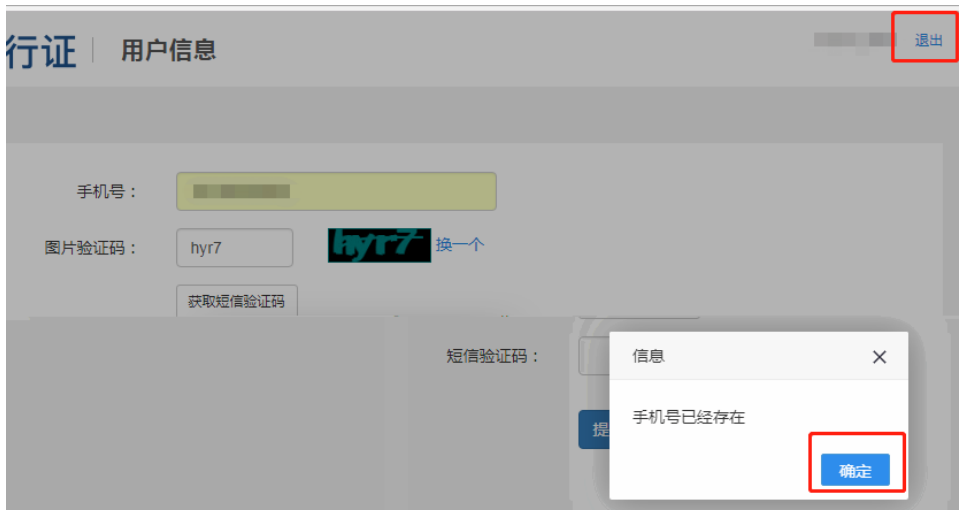 行证 用户信息 退出
手机号：
图片验证码： hyr7 hyr7 换一个
获取短信验证码
短信验证码： 信息
手机号已经存在
提
确定